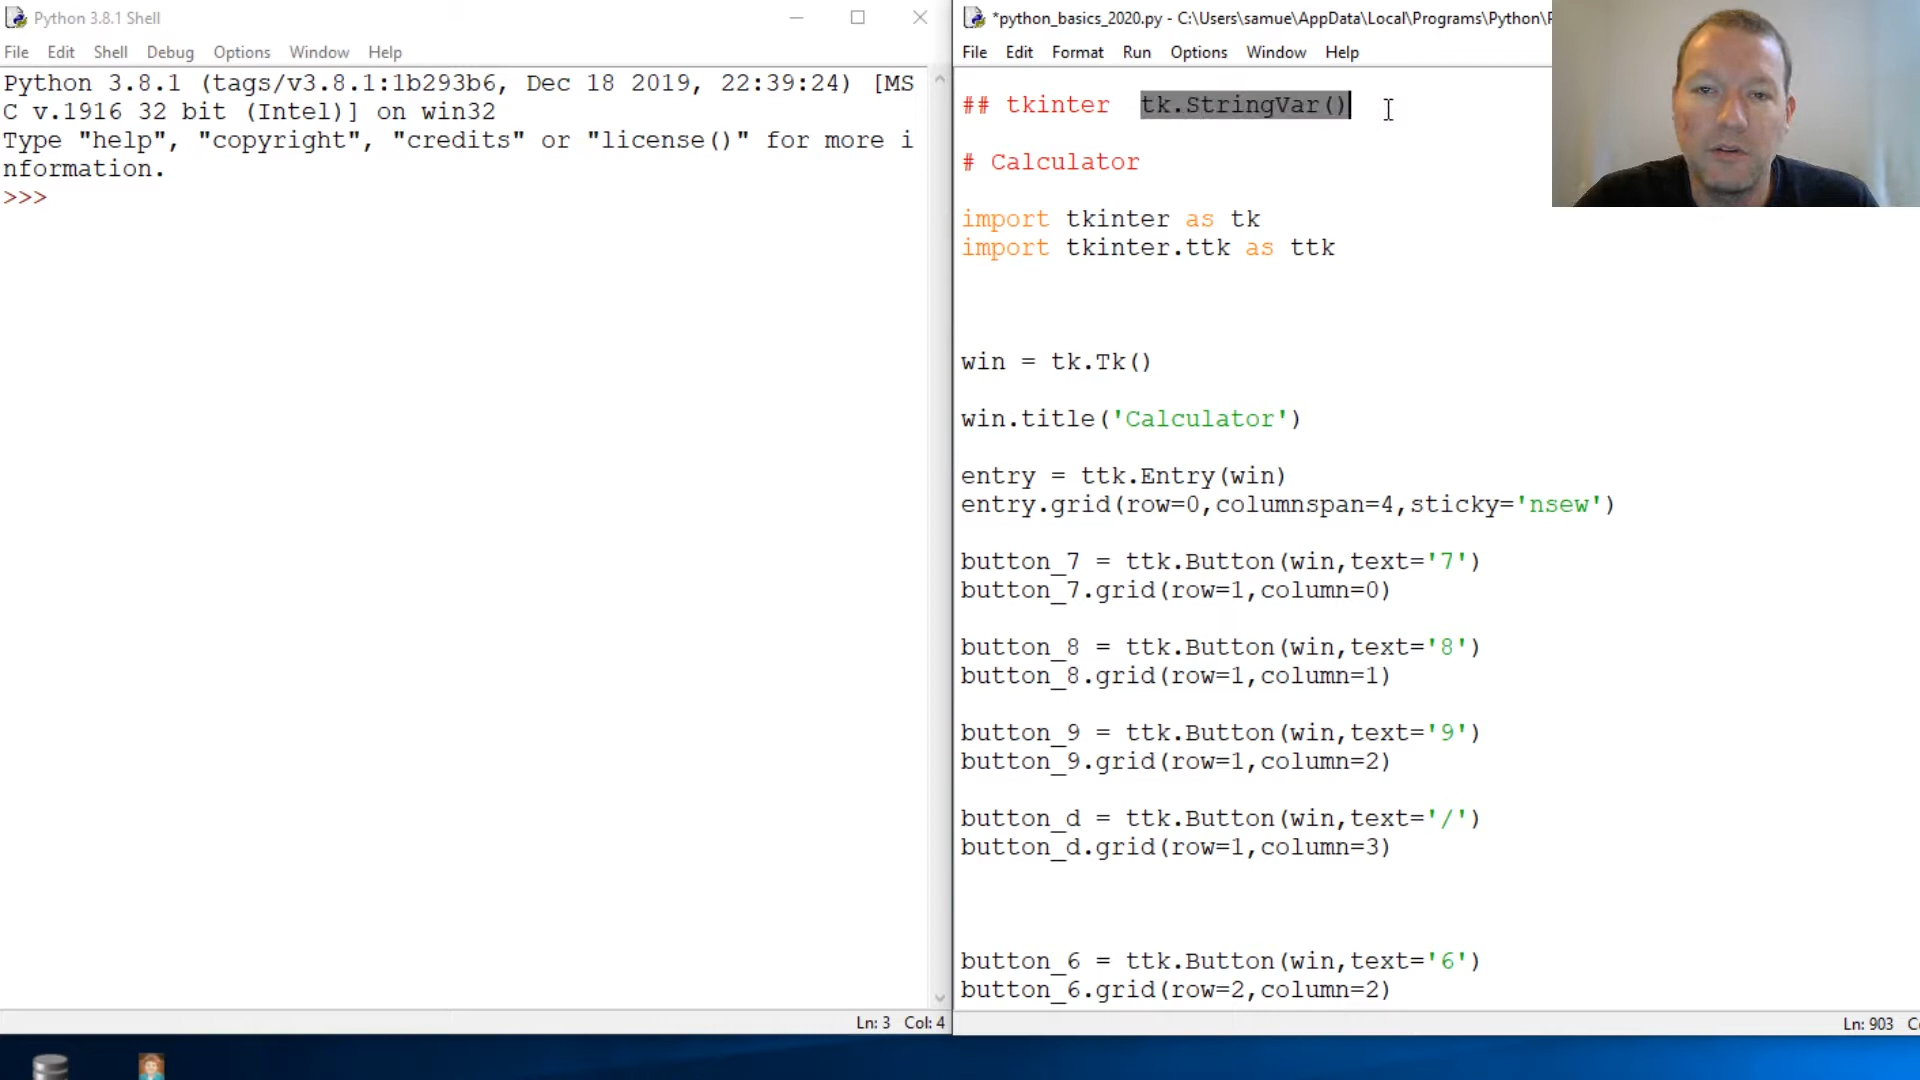 Python 3.8.1 Shell
File Edit Shell Debug Options Window Help
Python 3.8.1 (tags/v3.8.1:1b293b6, Dec 18 2019, 22:39:24) [MS
C v.1916 32 bit (Intel)] on win32
Type "help", "copyright", "credits" or "license()" for more i
nformation.
>>>
Ln: 3 Col: 4
*python_basics_2020.py - C:\Users\samue\AppData\Local\Programs\Python\
File Edit Format Run Options Window Help
## tkinter  tk.StringVar()
# Calculator
import tkinter as tk
import tkinter.ttk as ttk
win = tk.Tk()
win.title('Calculator')
entry = ttk.Entry(win)
entry.grid(row=0,columnspan=4,sticky='nsew')
button_7 = ttk.Button(win,text='7')
button_7.grid(row=1,column=0)
button_8 = ttk.Button(win,text='8')
button_8.grid(row=1,column=1)
button_9 = ttk.Button(win,text='9')
button_9.grid(row=1,column=2)
button_d = ttk.Button(win,text='/')
button_d.grid(row=1,column=3)
button_6 = ttk.Button(win,text='6')
button_6.grid(row=2,column=2)
Ln: 903